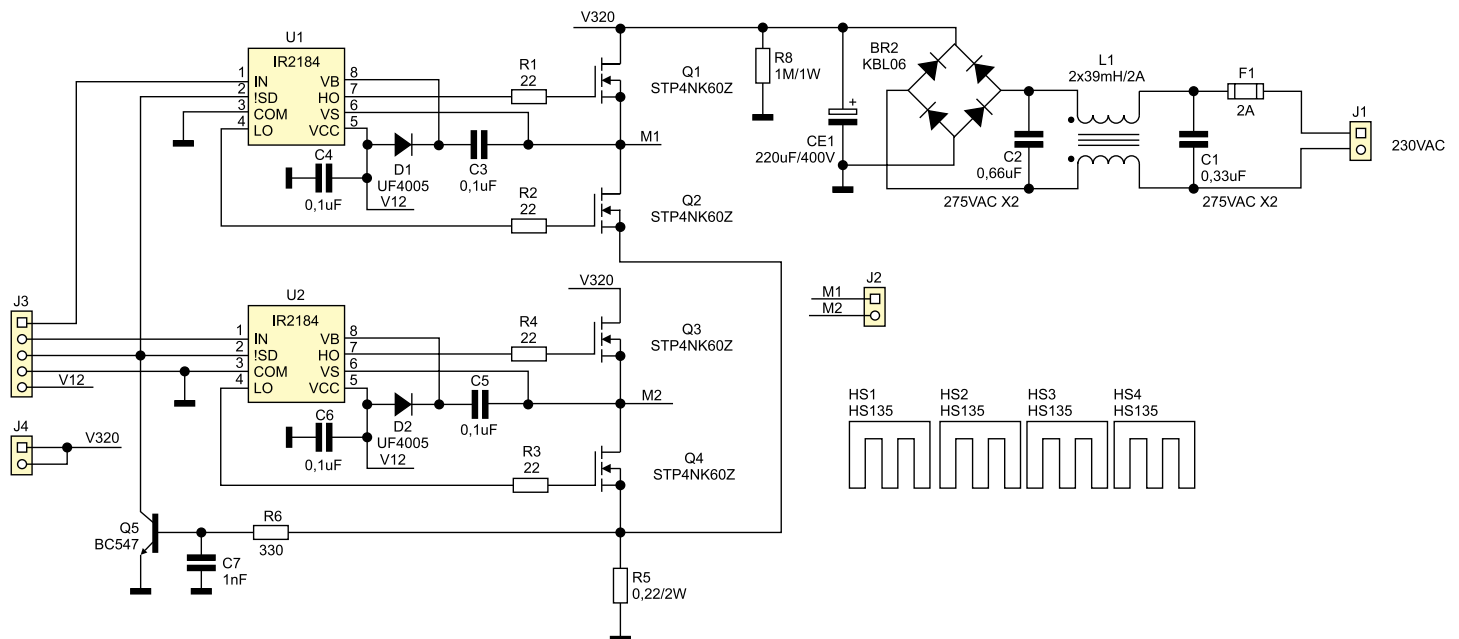 V320
U1
IR2184
1 IN VB 8
2 !SD HO 7
3 COM VS 6
4 LO VCC 5
R1
22
Q1
STP4NK60Z
R8
1M/1W
BR2
KBL06
L1
2x39mH/2A
F1
2A
J1
230VAC
+
CE1
220uF/400V
C2
0,66uF
275VAC X2
C1
0,33uF
275VAC X2
M1
C4
0,1uF
D1
UF4005
V12
C3
0,1uF
R2
22
Q2
STP4NK60Z
V320
J2
M1
M2
J3
V12
U2
IR2184
1 IN VB 8
2 !SD HO 7
3 COM VS 6
4 LO VCC 5
R4
22
Q3
STP4NK60Z
M2
C6
0,1uF
D2
UF4005
V12
C5
0,1uF
R3
22
Q4
STP4NK60Z
HS1
HS135
HS2
HS135
HS3
HS135
HS4
HS135
J4
V320
Q5
BC547
R6
330
C7
1nF
R5
0,22/2W